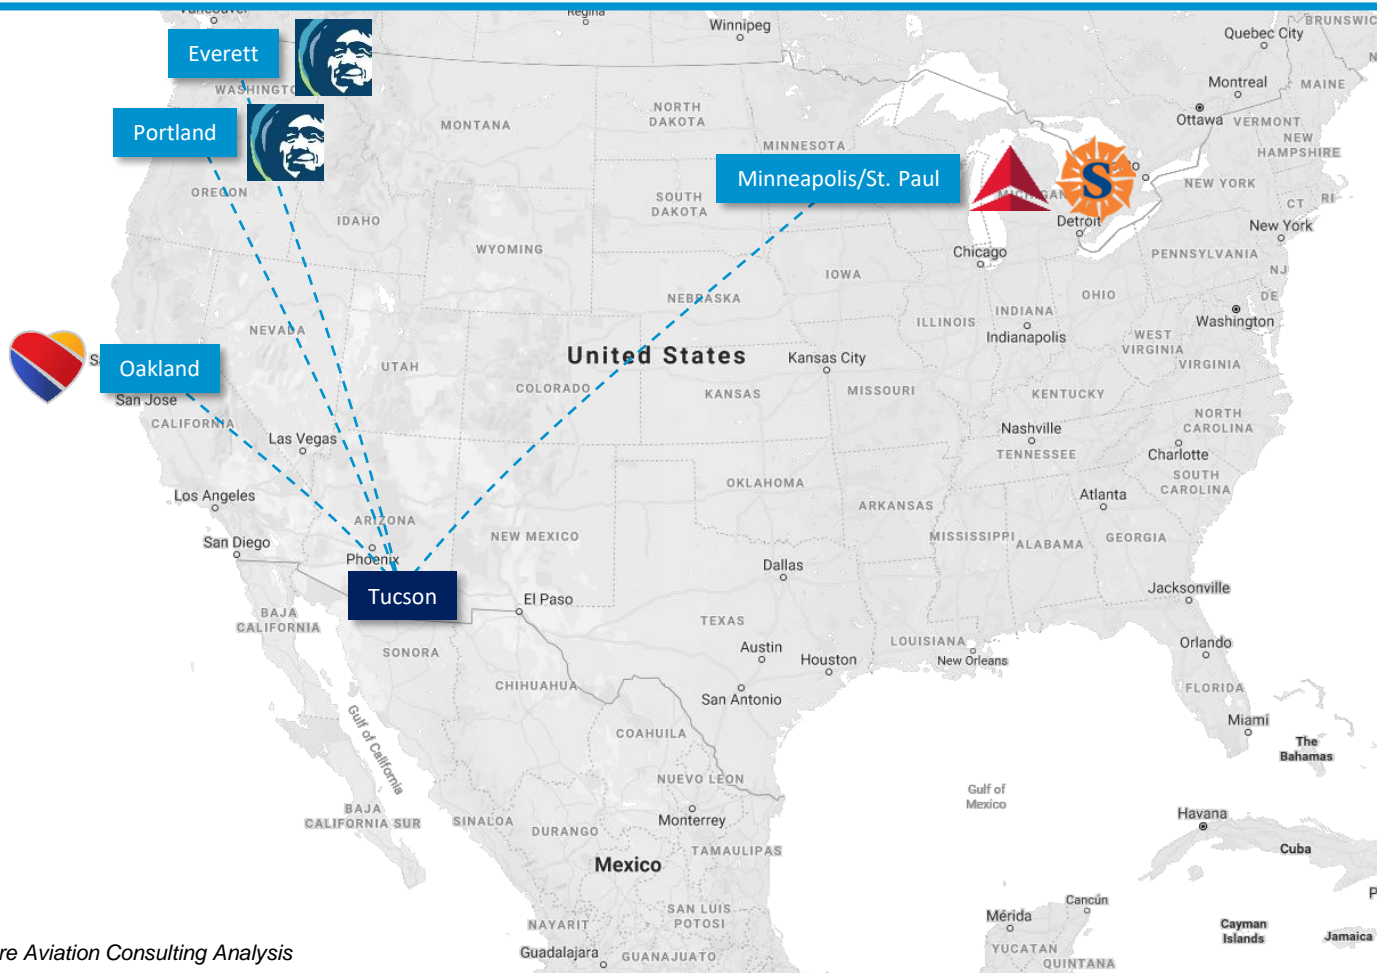 Regina
Winnipeg
BRUNSWIC
Quebec City
Everett
Montreal
MAINE
WASHINGTO
NORTH
DAKOTA
Ottawa
VERMONT
MONTANA
Portland
MINNESOTA
NEW
HAMPSHIRE
Minneapolis/St. Paul
OREGON
SOUTH
DAKOTA
MICHIGAN
S
NEW YORK
CT
RI
IDAHO
Detroit
New York
WYOMING
Chicago
PENNSYLVANIA
IOWA
NJ
NEBRASKA
OHIO
DE
NEVADA
ILLINOIS
INDIANA
Indianapolis
Washington
WEST
VIRGINIA
United States
Kansas City
VIRGINIA
Oakland
UTAH
COLORADO
KANSAS
MISSOURI
KENTUCKY
San Jose
CALIFORNIA
NORTH
CAROLINA
Las Vegas
Nashville
TENNESSEE
Charlotte
SOUTH
CAROLINA
OKLAHOMA
Los Angeles
Atlanta
ARKANSAS
ARIZONA
NEW MEXICO
MISSISSIPPI
ALABAMA
GEORGIA
San Diego
Phoenix
Dallas
Jacksonville
Tucson
El Paso
BAJA
CALIFORNIA
TEXAS
SONORA
Austin
Houston
LOUISIANA
New Orleans
Orlando
CHIHUAHUA
San Antonio
FLORIDA
Gulf of California
COAHUILA
Miami
The
Bahamas
NUEVO LEON
Gulf of
Mexico
BAJA
CALIFORNIA SUR
SINALOA
DURANGO
Monterrey
Havana
TAMAULIPAS
Cuba
Mexico
SAN LUIS
POTOSI
Cancún
NAYARIT
Mérida
Cayman
Islands
Jamaica
Guadalajara
GUANAJUATO
YUCATAN
QUINTANA
re Aviation Consulting Analysis